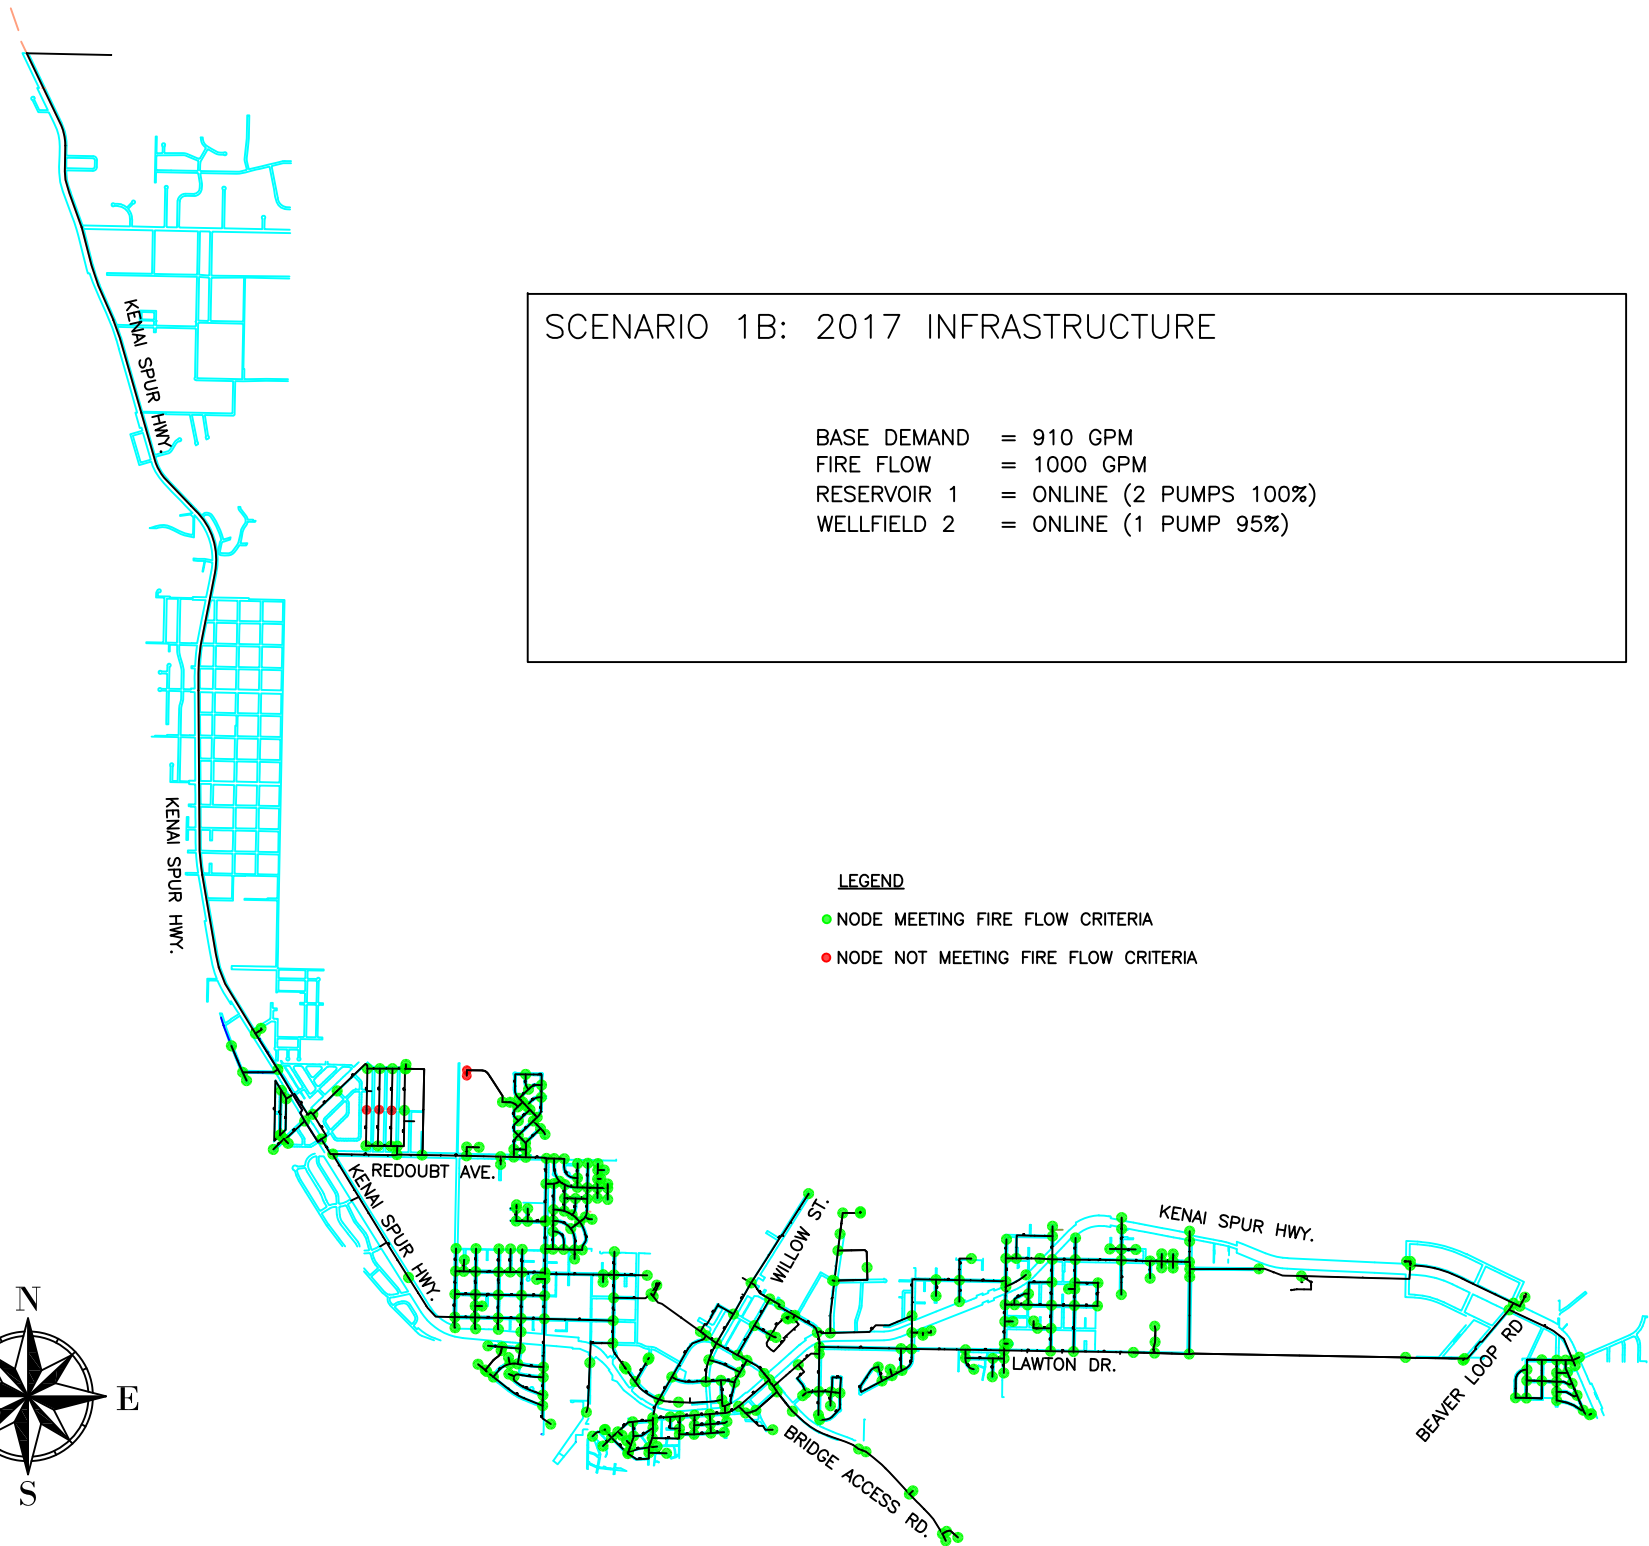 SCENARIO 1B: 2017 INFRASTRUCTURE
BASE DEMAND = 910 GPM
FIRE FLOW = 1000 GPM
RESERVOIR 1 = ONLINE (2 PUMPS 100%)
WELLFIELD 2 = ONLINE (1 PUMP 95%)
KENAI SPUR HWY.
KENAI SPUR HWY.
LEGEND
NODE MEETING FIRE FLOW CRITERIA
NODE NOT MEETING FIRE FLOW CRITERIA
REDOUBT AVE.
KENAI SPUR HWY.
WILLOW ST.
KENAI SPUR HWY.
LAWTON DR.
BEAVER LOOP RD
BRIDGE ACCESS RD.
N
E
S